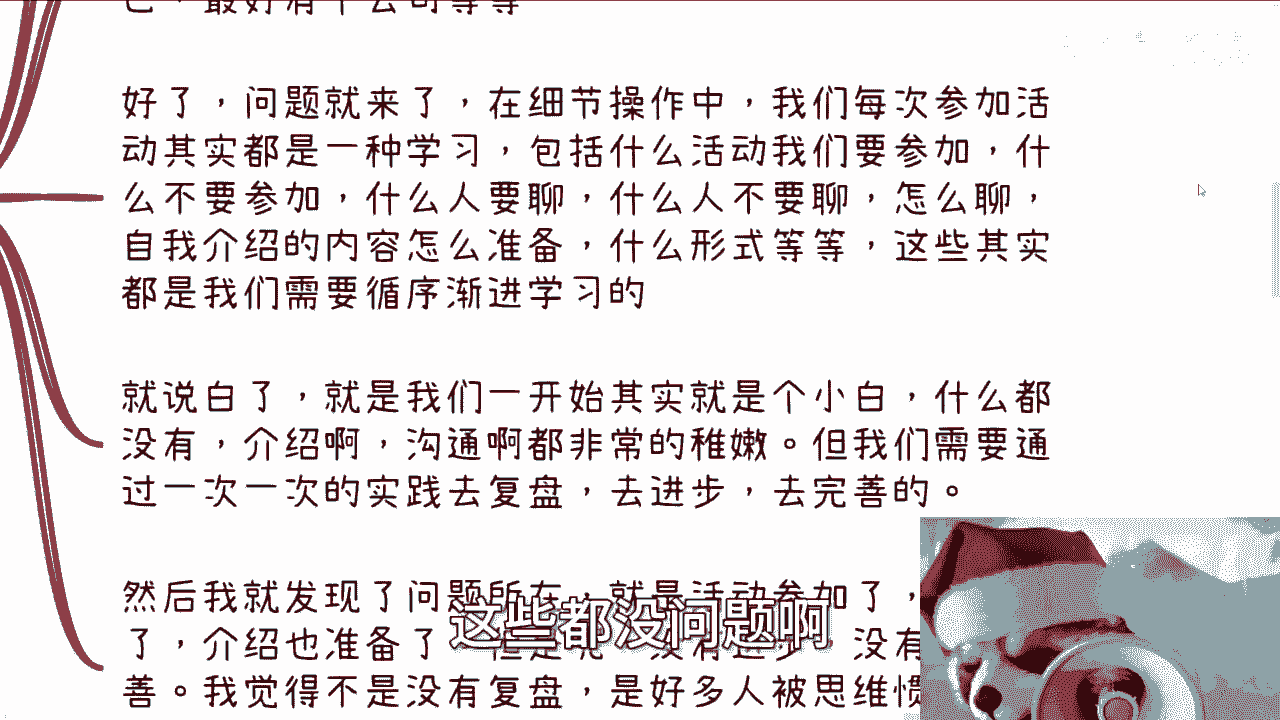 己，最好有个公司等等
好了，问题就来了，在细节操作中，我们每次参加活
动其实都是一种学习，包括什么活动我们要参加，什
么不要参加，什么人要聊，什么人不要聊，怎么聊，
自我介绍的内容怎么准备，什么形式等等，这些其实
都是我们需要循序渐进学习的
就说白了，就是我们一开始其实就是个小白，什么都
没有，介绍啊，沟通啊都非常的稚嫩。但我们需要通
过一次一次的实践去复盘，去进步，去完善的。
然后我就发现了问题所在，就是活动参加了，
了，介绍也准备了 没有
善。我觉得不是没有复盘，是好多人被思维惯
这些都没问题啊